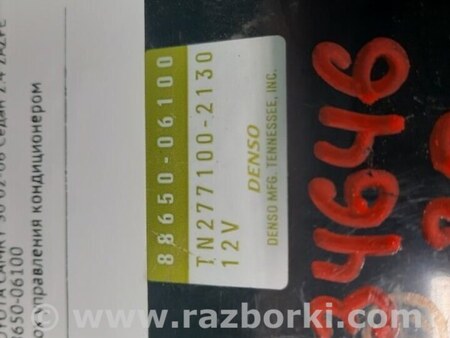 OYOTA CAMRY 30 02-06 Седан 2.4 2AZFE
8650-06100
ок управления кондиционером
88650-06100
TN277100-2130
12V
DENSO
DENSO MFG. TENNESSEE, INC.
34646
www.razborki.com